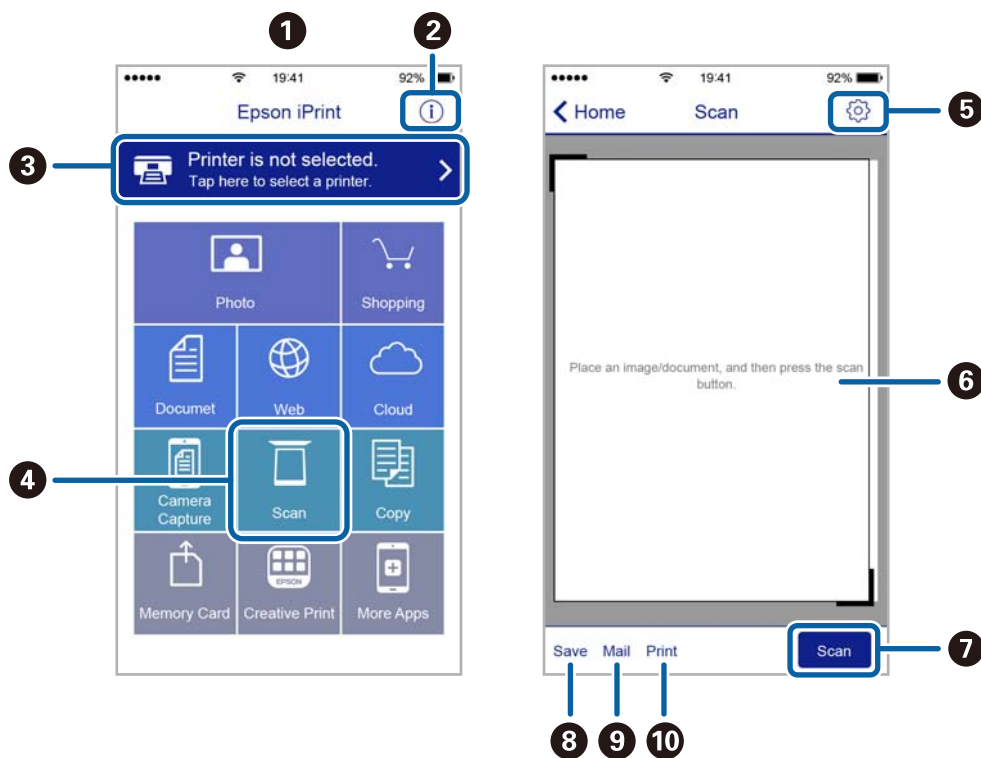 1
2
19:41
92%
Epson iPrint
i
3
Printer is not selected.
Tap here to select a printer.
Photo
Shopping
Documet
Web
Cloud
4
Camera
Capture
Scan
Copy
EPSON
Memory Card
Creative Print
More Apps
19:41
92%
Home
Scan
5
Place an image/document, and then press the scan
button.
6
Save
Mail
Print
Scan
7
8
9
10